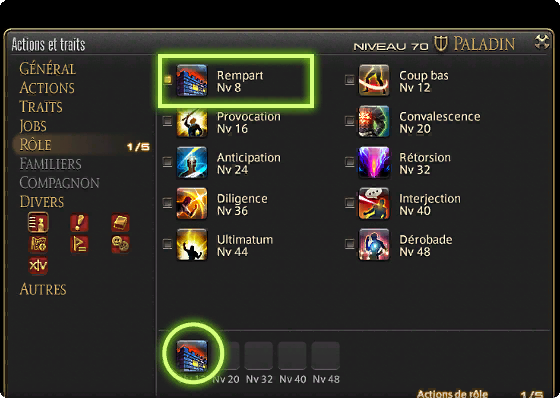 Actions et traits
NIVEAU 70 PALADIN
GÉNÉRAL
ACTIONS
TRAITS
JOBS
RÔLE 1/5
FAMILIERS
COMPAGNON
DIVERS
XIV
AUTRES
Rempart
Nv 8
Coup bas
Nv 12
Provocation
Nv 16
Convalescence
Nv 20
Anticipation
Nv 24
Rétorsion
Nv 32
Diligence
Nv 36
Interjection
Nv 40
Ultimatum
Nv 44
Dérobade
Nv 48
Nv 20 Nv 32 Nv 40 Nv 48
Actions de rôle 1/5